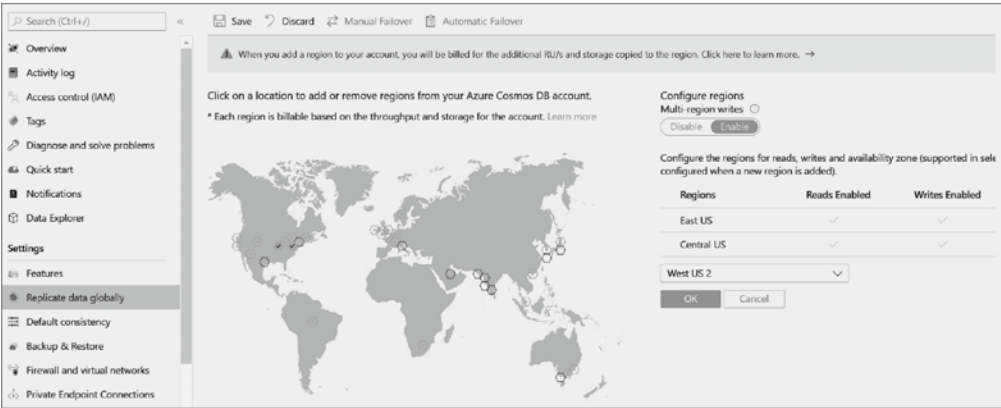 Search (Ctrl+/)
«
Save
Discard
Manual Failover
Automatic Failover
Overview
Activity log
Access control (IAM)
Tags
Diagnose and solve problems
Quick start
Notifications
Data Explorer
Settings
Features
Replicate data globally
Default consistency
Backup & Restore
Firewall and virtual networks
Private Endpoint Connections
When you add a region to your account, you will be billed for the additional RU/s and storage copied to the region. Click here to learn more. →
Click on a location to add or remove regions from your Azure Cosmos DB account.
* Each region is billable based on the throughput and storage for the account. Learn more
Configure regions
Multi-region writes
Disable Enable
Configure the regions for reads, writes and availability zone (supported in sele
configured when a new region is added).
Regions Reads Enabled Writes Enabled
East US
Central US
West US 2
OK Cancel